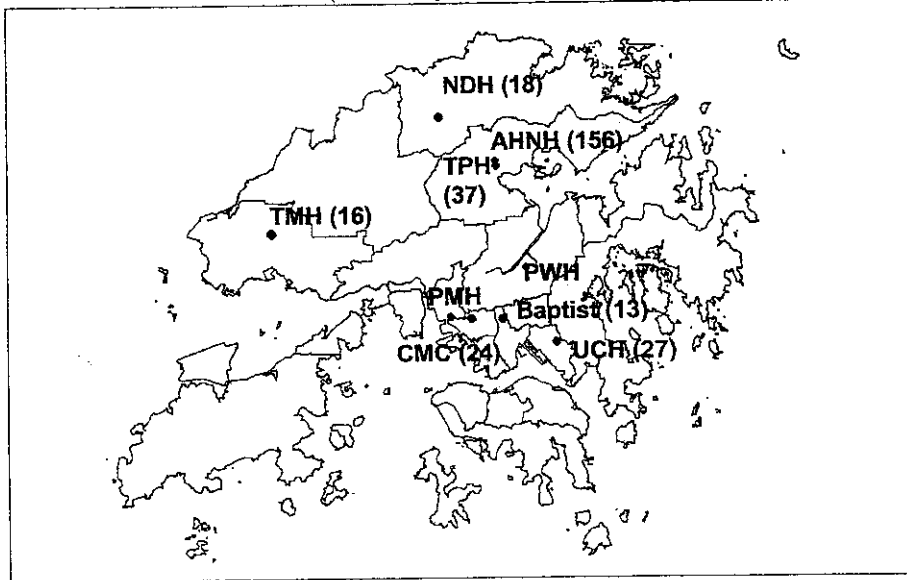 NDH (18)
AHNH (156)
TPH
(37)
TMH (16)
PWH
PMH
Baptist (13)
CMC (24)
UCH (27)